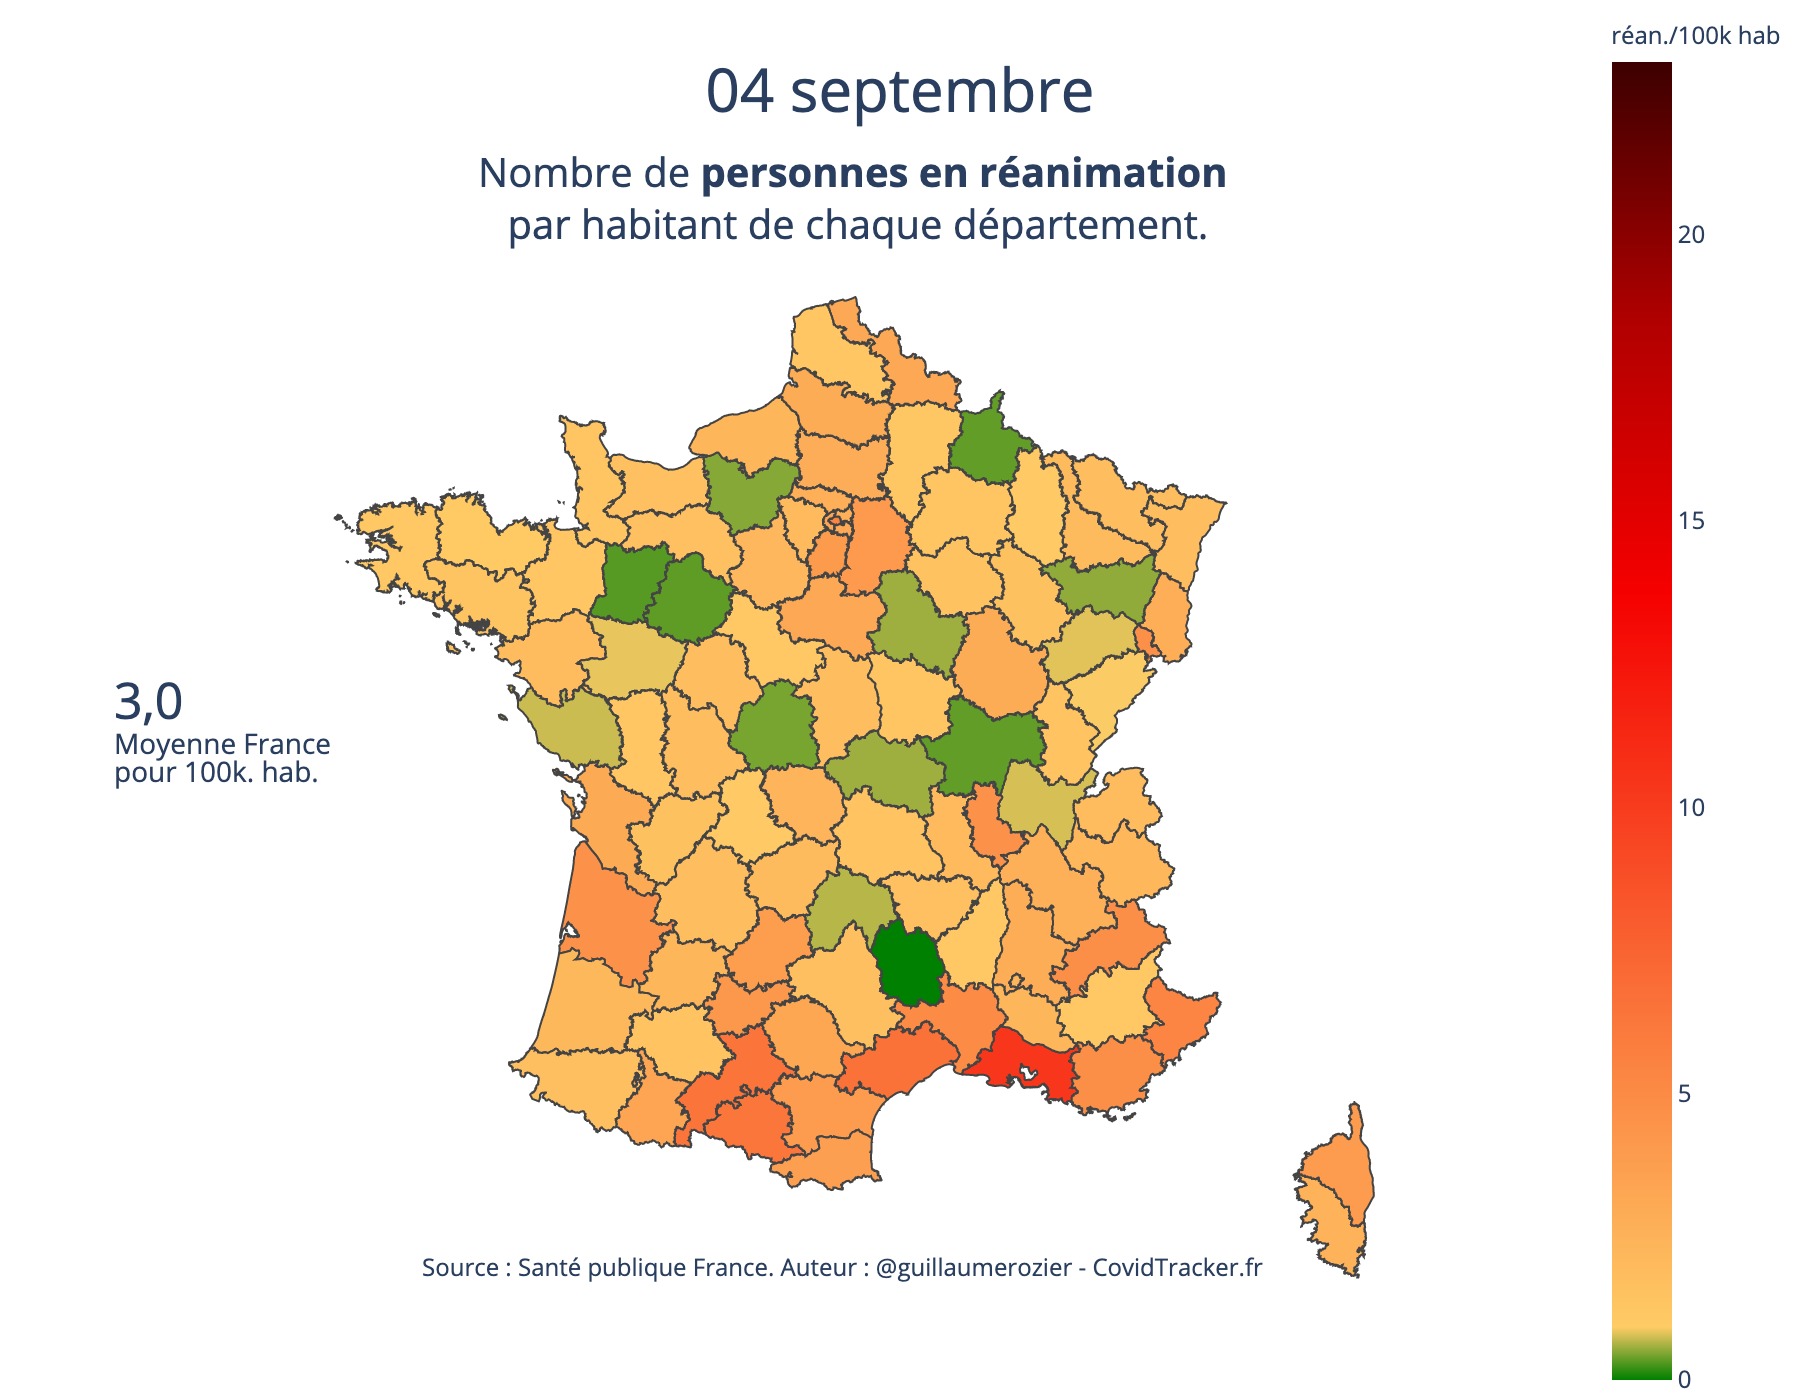 réan./100k hab
04 septembre
Nombre de personnes en réanimation
par habitant de chaque département.
20
15
3,0
Moyenne France
pour 100k. hab.
10
5
Source : Santé publique France. Auteur : @guillaumerozier - CovidTracker.fr
0